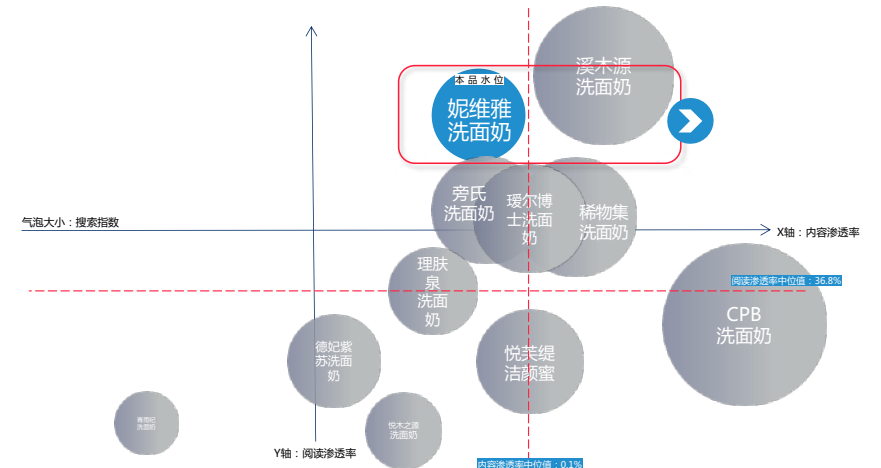 溪木源
洗面奶
本品水位
妮维雅
洗面奶
旁氏
洗面奶
瑷尔博
士洗面
奶
稀物集
洗面奶
气泡大小：搜索指数
X轴：内容渗透率
理肤
泉
洗面
奶
阅读渗透率中位值：36.8%
CPB
洗面奶
德妃紫
苏洗面
奶
悦芙缇
洁颜蜜
洗面奶
悦木之源
洗面奶
Y轴：阅读渗透率
内容渗透率中位值：0.1%